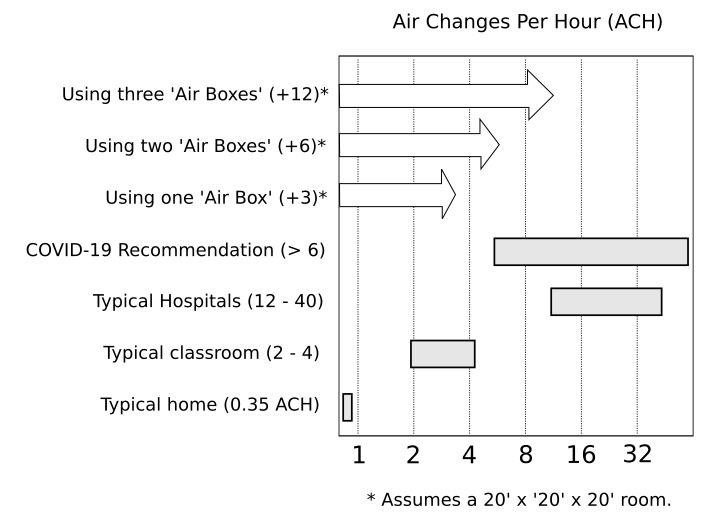 Air Changes Per Hour (ACH)
Using three 'Air Boxes' (+12)*
Using two 'Air Boxes' (+6)*
Using one 'Air Box' (+3)*
COVID-19 Recommendation (> 6)
Typical Hospitals (12 - 40)
Typical classroom (2 - 4)
Typical home (0.35 ACH)
1 2 4 8 16 32
* Assumes a 20' x '20' x 20' room.